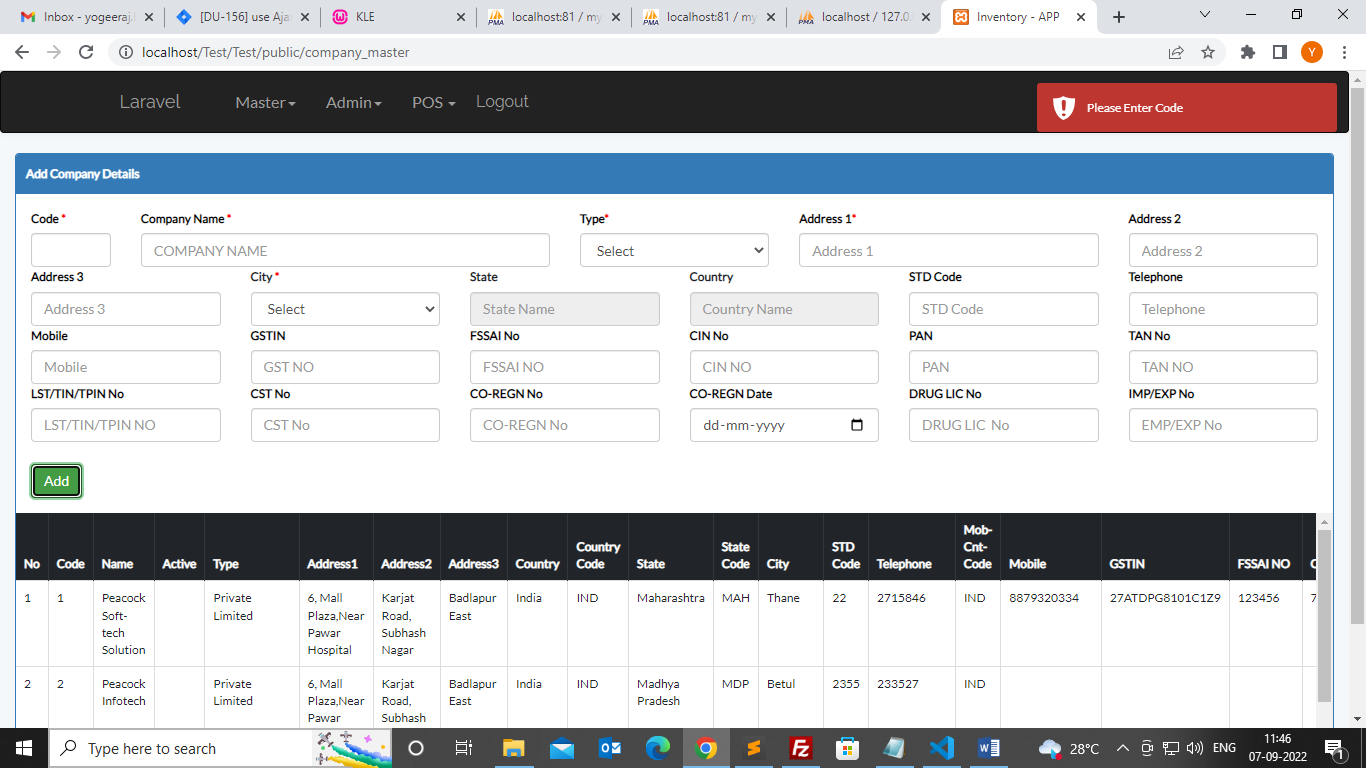 Inbox - yogeeraj.
[DU-156] use Aja
KLE
localhost:81 / my
localhost:81 / my
localhost / 127.0.
Inventory - APP
localhost/Test/Test/public/company_master
Y
Laravel Master Admin POS Logout
Please Enter Code
Add Company Details
Code * Company Name * Type* Address 1* Address 2
COMPANY NAME Select Address 1 Address 2
Address 3 City * State Country STD Code Telephone
Address 3 Select State Name Country Name STD Code Telephone
Mobile GSTIN FSSAI No CIN No PAN TAN No
Mobile GST NO FSSAI NO CIN NO PAN TAN NO
LST/TIN/TPIN No CST No CO-REGN No CO-REGN Date DRUG LIC No IMP/EXP No
LST/TIN/TPIN NO CST No CO-REGN No dd-mm-yyyy DRUG LIC No EMP/EXP No
Add
No Code Name Active Type Address1 Address2 Address3 Country Country Code State State Code City STD Code Telephone Mob-Cnt-Code Mobile GSTIN FSSAI NO
1 1 Peacock Soft-tech Solution Private Limited 6, Mall Plaza,Near Pawar Hospital Karjat Road, Subhash Nagar Badlapur East India IND Maharashtra MAH Thane 22 2715846 IND 8879320334 27ATDPG8101C1Z9 123456 7
2 2 Peacock Infotech Private Limited 6, Mall Plaza,Near Pawar Karjat Road, Subhash Badlapur East India IND Madhya Pradesh MDP Betul 2355 233527 IND
Type here to search
28°C
ENG
11:46
07-09-2022
1